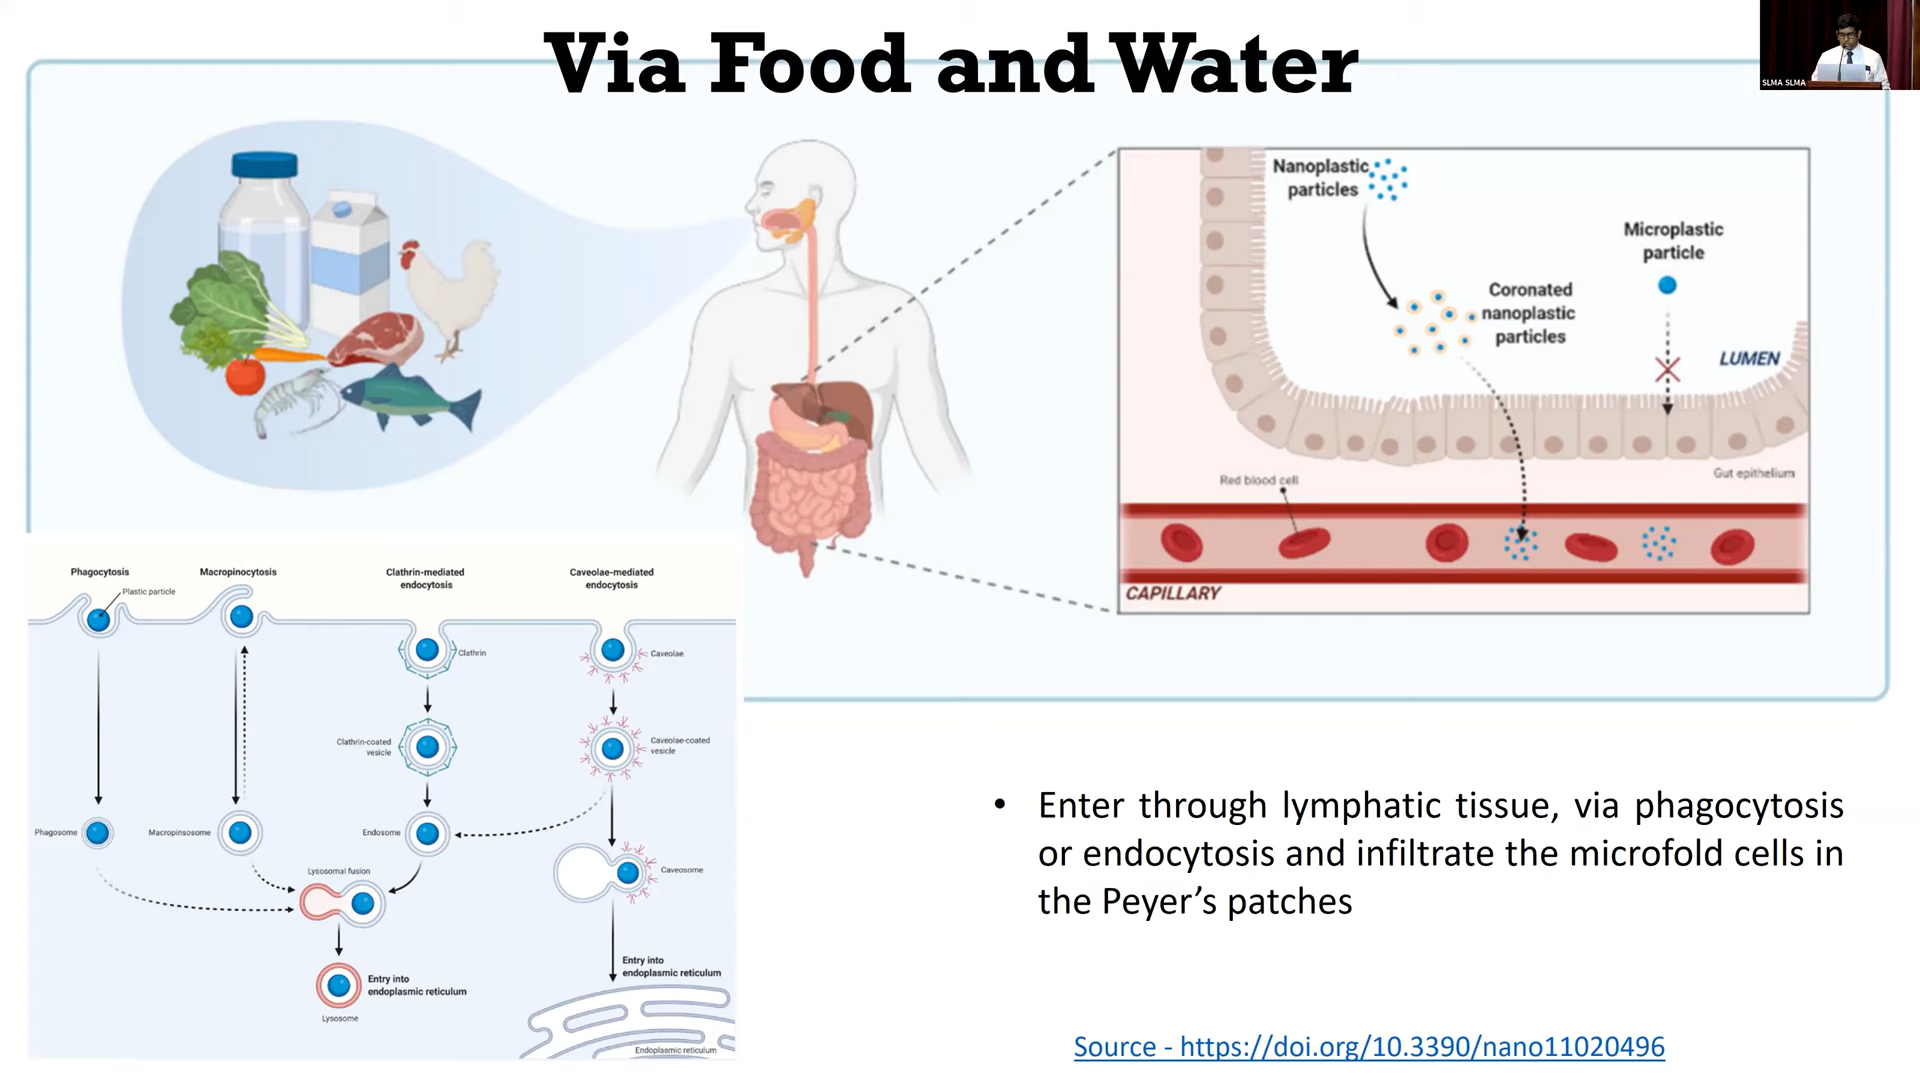 Via Food and Water
SLMA SLMA
Nanoplastic
particles
Microplastic
particle
Coronated
nanoplastic
particles
LUMEN
Gut epithelium
Red blood cell
CAPILLARY
Phagocytosis
Macropinocytosis
Clathrin-mediated
endocytosis
Caveolae-mediated
endocytosis
Plastic particle
Clathrin
Caveolae
Clathrin-coated
vesicle
Caveolae-coated
vesicle
Phagosome
Macropinsosome
Endosome
Lysosomal fusion
Caveosome
Entry into
endoplasmic reticulum
Lysosome
Entry into
endoplasmic reticulum
Endoplasmic reticulum
• Enter through lymphatic tissue, via phagocytosis
or endocytosis and infiltrate the microfold cells in
the Peyer’s patches
Source - https://doi.org/10.3390/nano11020496